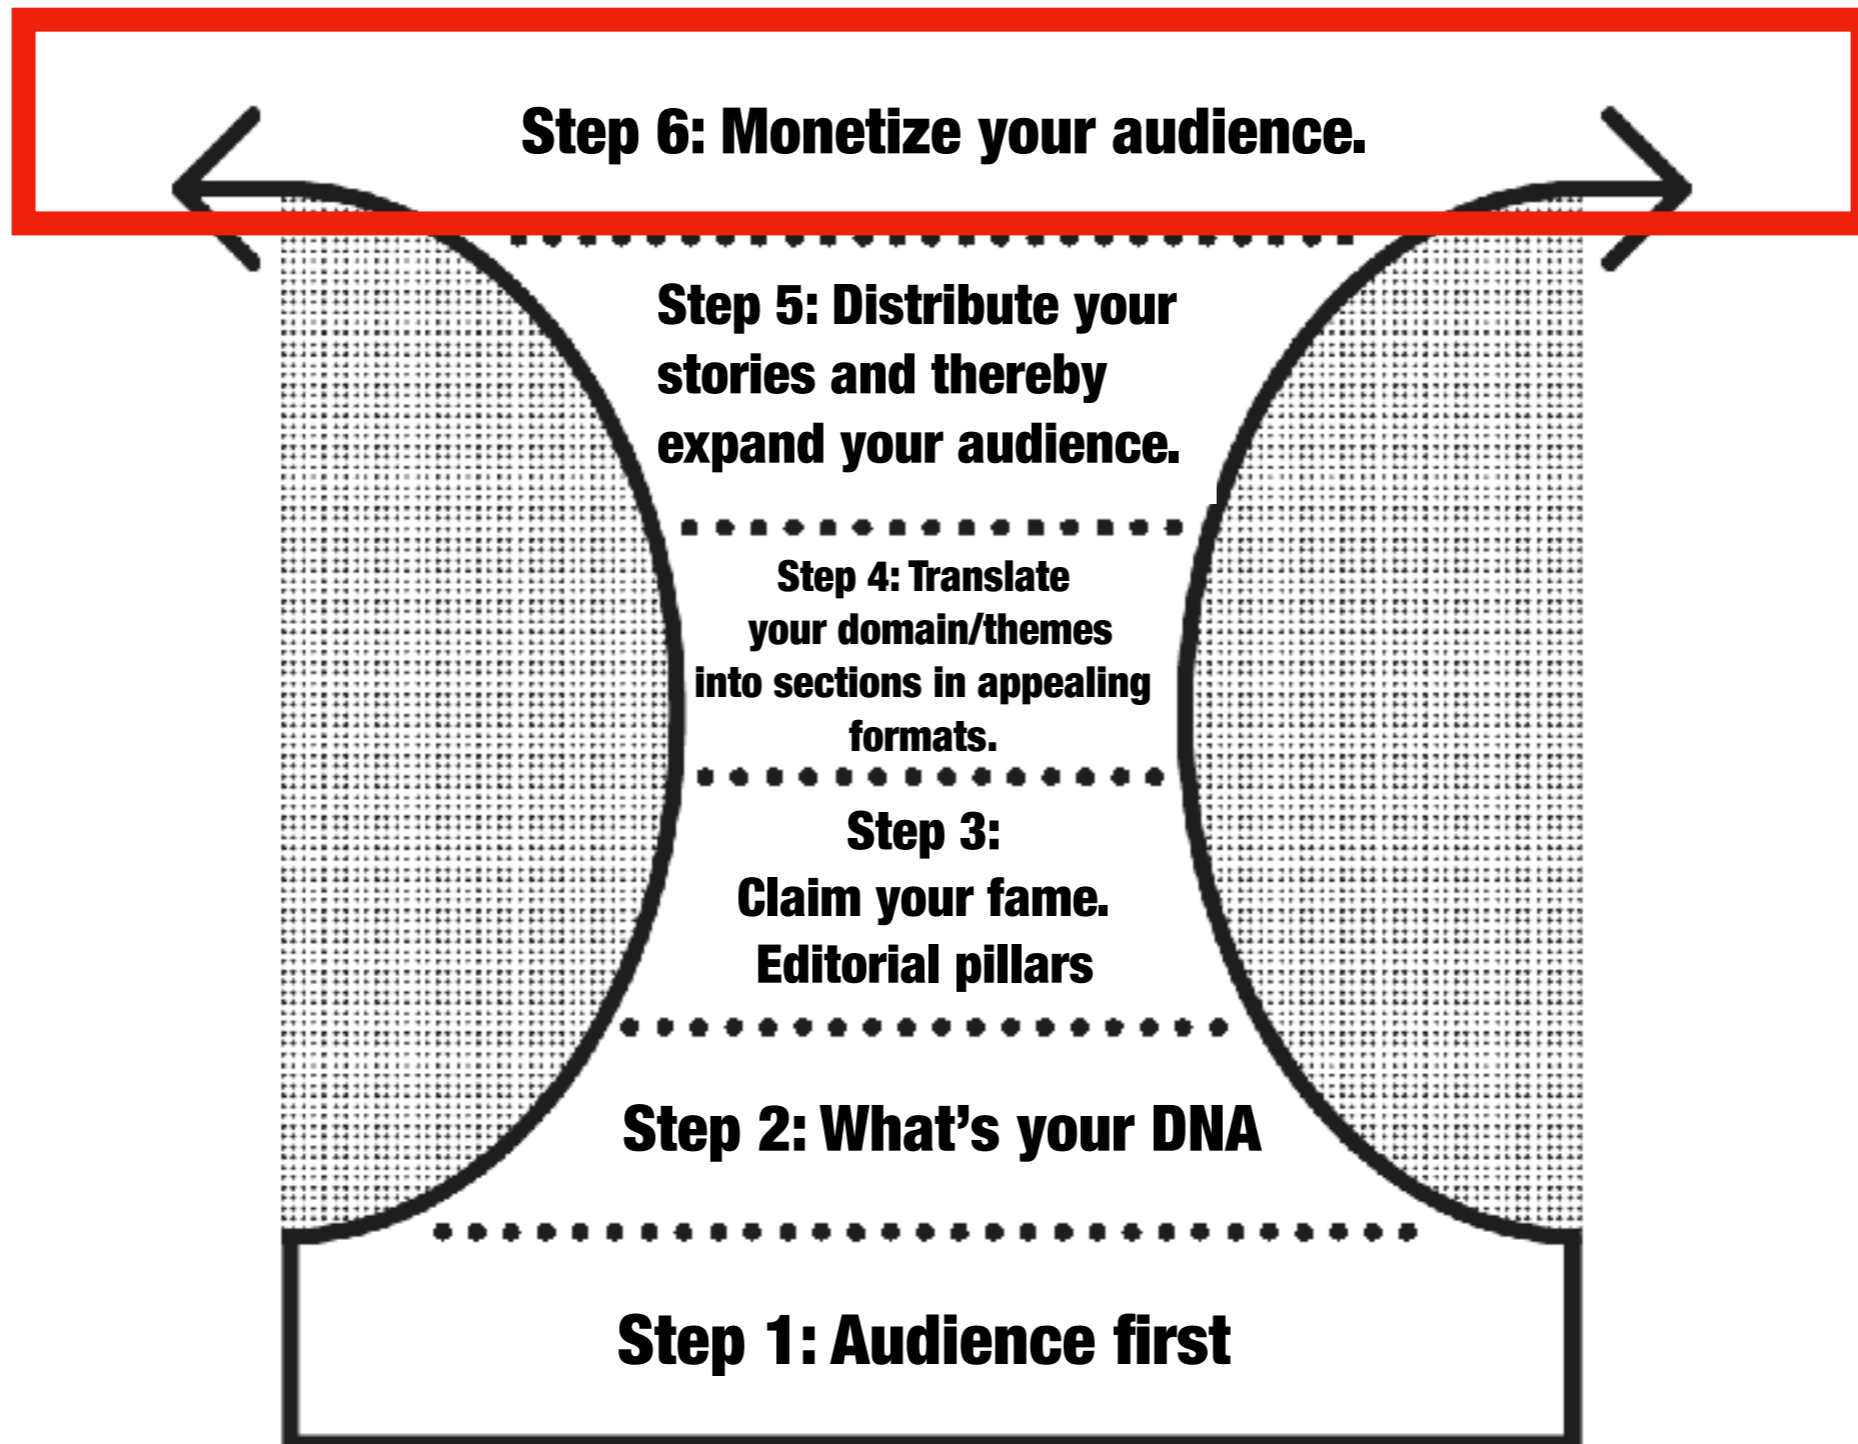 Step 6: Monetize your audience.
Step 5: Distribute your
stories and thereby
expand your audience.
Step 4: Translate
your domain/themes
into sections in appealing
formats.
Step 3:
Claim your fame.
Editorial pillars
Step 2: What’s your DNA
Step 1: Audience first